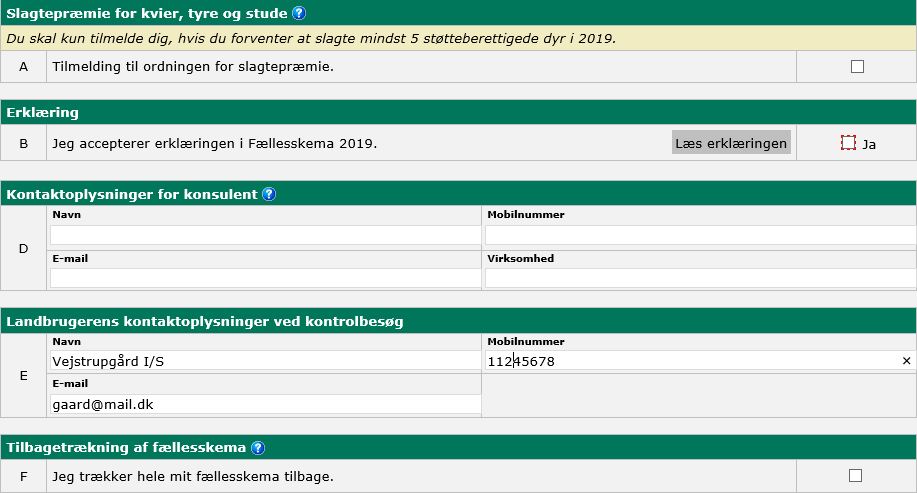 Slagtepræmie for kvier, tyre og stude ?
Du skal kun tilmelde dig, hvis du forventer at slagte mindst 5 støtteberettigede dyr i 2019.
A Tilmelding til ordningen for slagtepræmie.
Erklæring
B Jeg accepterer erklæringen i Fællesskema 2019. Læs erklæringen Ja
Kontaktoplysninger for konsulent ?
D
Navn Mobilnummer
E-mail Virksomhed
Landbrugerens kontaktoplysninger ved kontrolbesøg
E
Navn Mobilnummer
Vejstrupgård I/S 11245678 ×
E-mail
gaard@mail.dk
Tilbagetrækning af fællesskema ?
F Jeg trækker hele mit fællesskema tilbage.